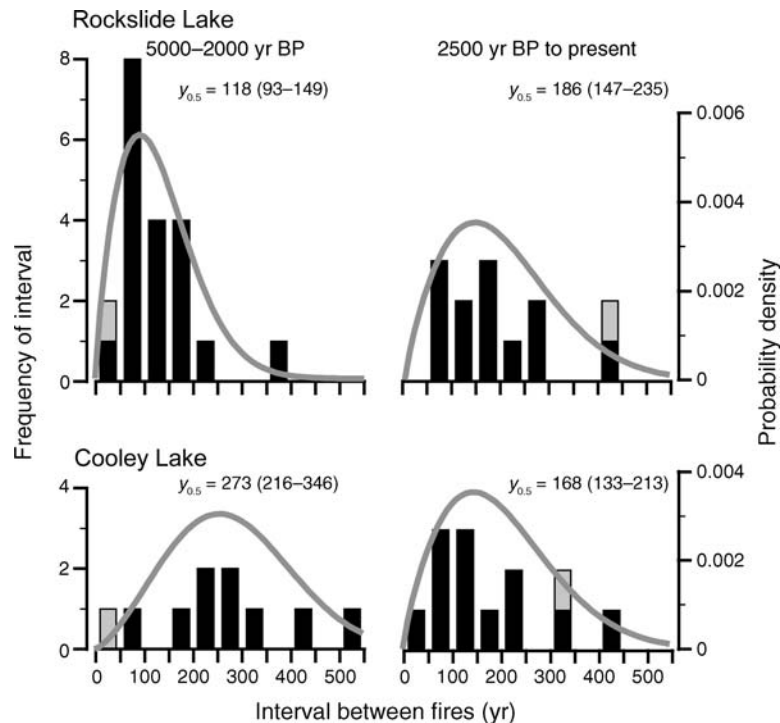 Rockslide Lake
5000–2000 yr BP
2500 yr BP to present
y0.5 = 118 (93–149)
y0.5 = 186 (147–235)
8
6
4
2
0
0.006
0.004
0.002
0
Frequency of interval
Probability density
Cooley Lake
y0.5 = 273 (216–346)
y0.5 = 168 (133–213)
4
2
0
0.004
0.002
0
0 100 200 300 400 500
0 100 200 300 400 500
Interval between fires (yr)